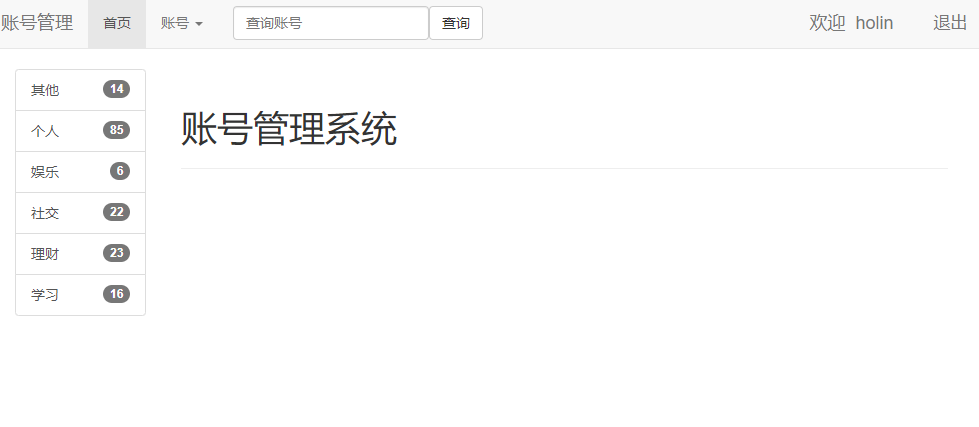 账号管理 首页 账号 查询账号 查询 欢迎 holin 退出
其他 14
个人 85
娱乐 6
社交 22
理财 23
学习 16
账号管理系统